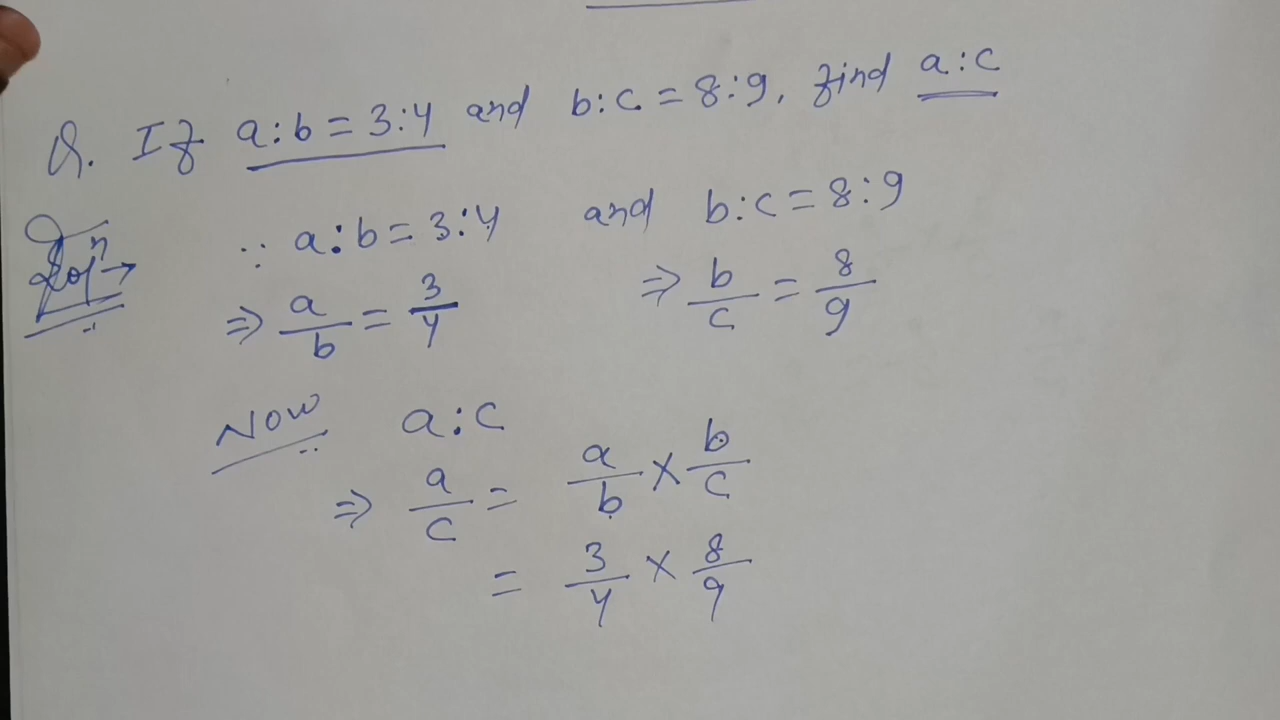 Q. If a:b = 3:4 and b:c = 8:9, find a:c
Solⁿ→ ∵ a:b = 3:4 and b:c = 8:9
⇒ a/b = 3/4 ⇒ b/c = 8/9
Now a:c
⇒ a/c = a/b × b/c
= 3/4 × 8/9